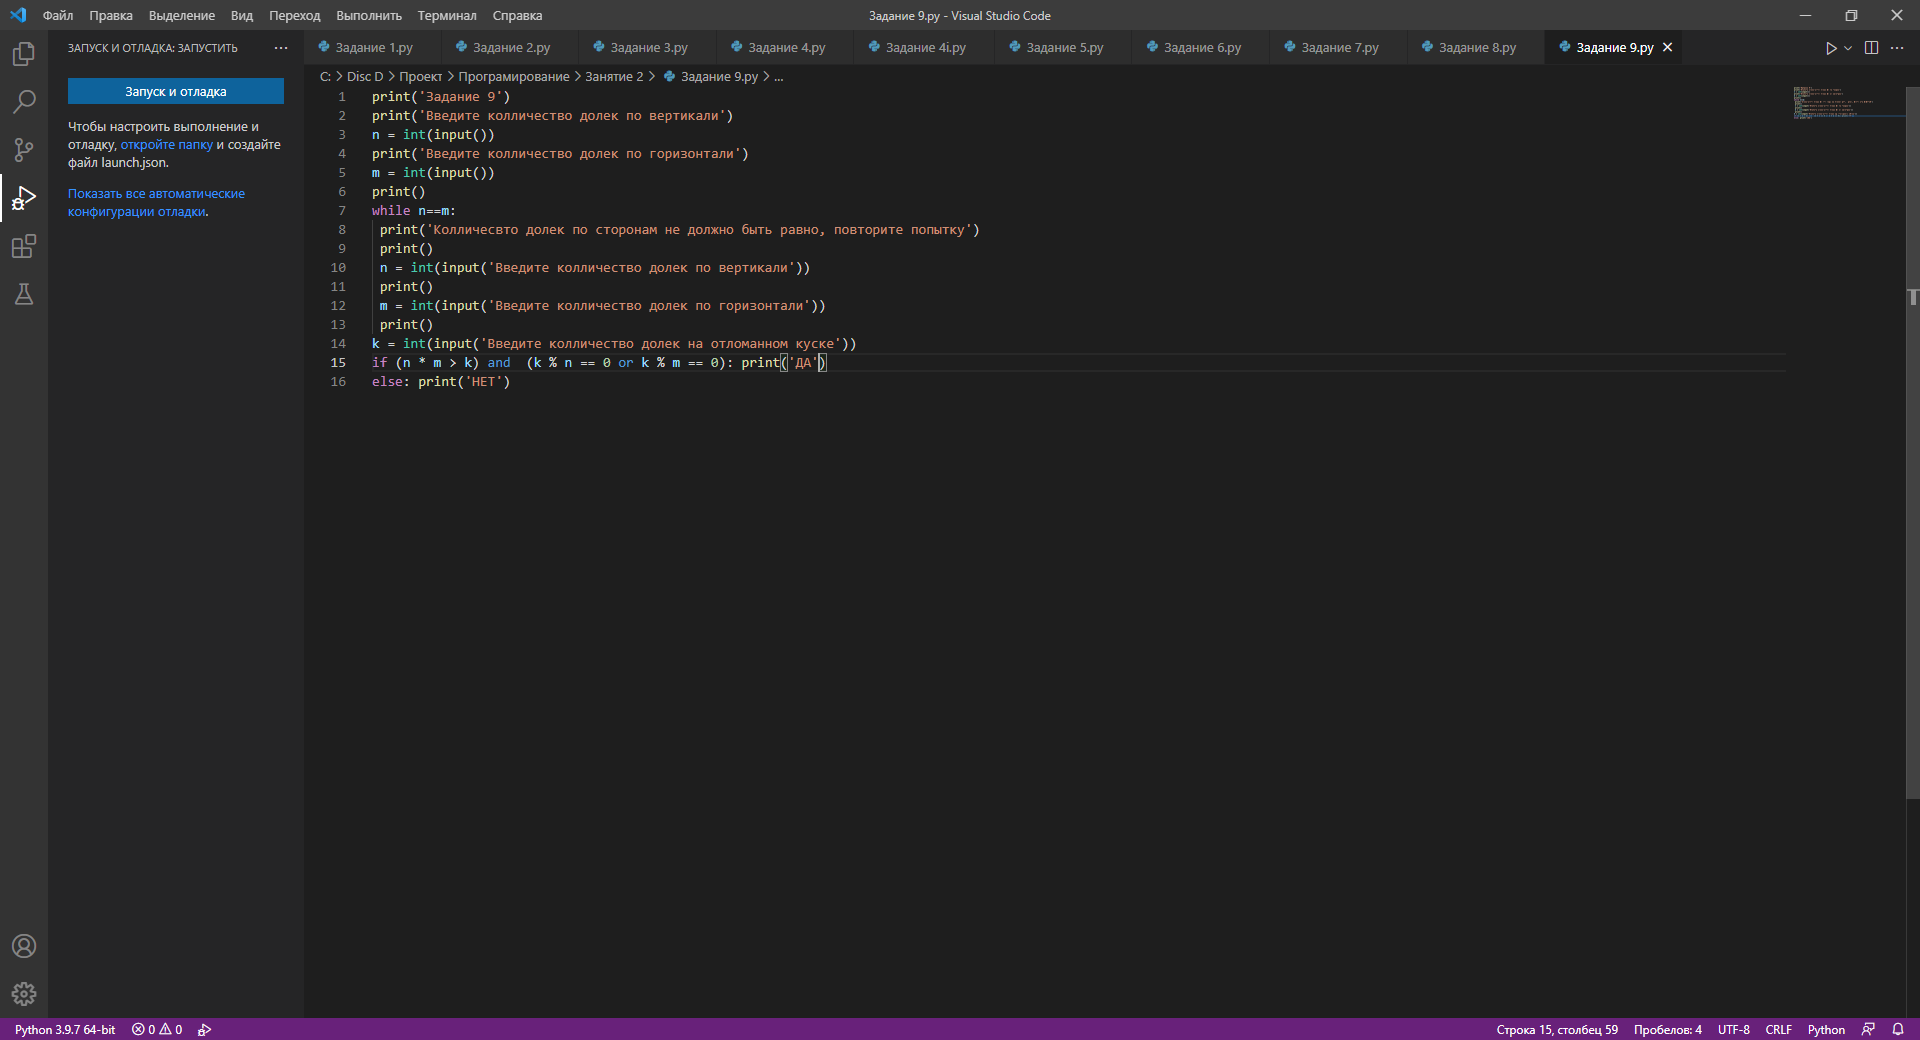 Файл Правка Выделение Вид Переход Выполнить Терминал Справка
Задание 9.py - Visual Studio Code
ЗАПУСК И ОТЛАДКА: ЗАПУСТИТЬ
Задание 1.py Задание 2.py Задание 3.py Задание 4.py Задание 4i.py Задание 5.py Задание 6.py Задание 7.py Задание 8.py Задание 9.py
Запуск и отладка
Чтобы настроить выполнение и
отладку, откройте папку и создайте
файл launch.json.
Показать все автоматические
конфигурации отладки.
C: > Disc D > Проект > Програмирование > Занятие 2 > Задание 9.py > ...
1 print('Задание 9')
2 print('Введите колличество долек по вертикали')
3 n = int(input())
4 print('Введите колличество долек по горизонтали')
5 m = int(input())
6 print()
7 while n==m:
8 print('Колличесвто долек по сторонам не должно быть равно, повторите попытку')
9 print()
10 n = int(input('Введите колличество долек по вертикали'))
11 print()
12 m = int(input('Введите колличество долек по горизонтали'))
13 print()
14 k = int(input('Введите колличество долек на отломанном куске'))
15 if (n * m > k) and  (k % n == 0 or k % m == 0): print('ДА')
16 else: print('НЕТ')
Python 3.9.7 64-bit 0 0
Строка 15, столбец 59 Пробелов: 4 UTF-8 CRLF Python